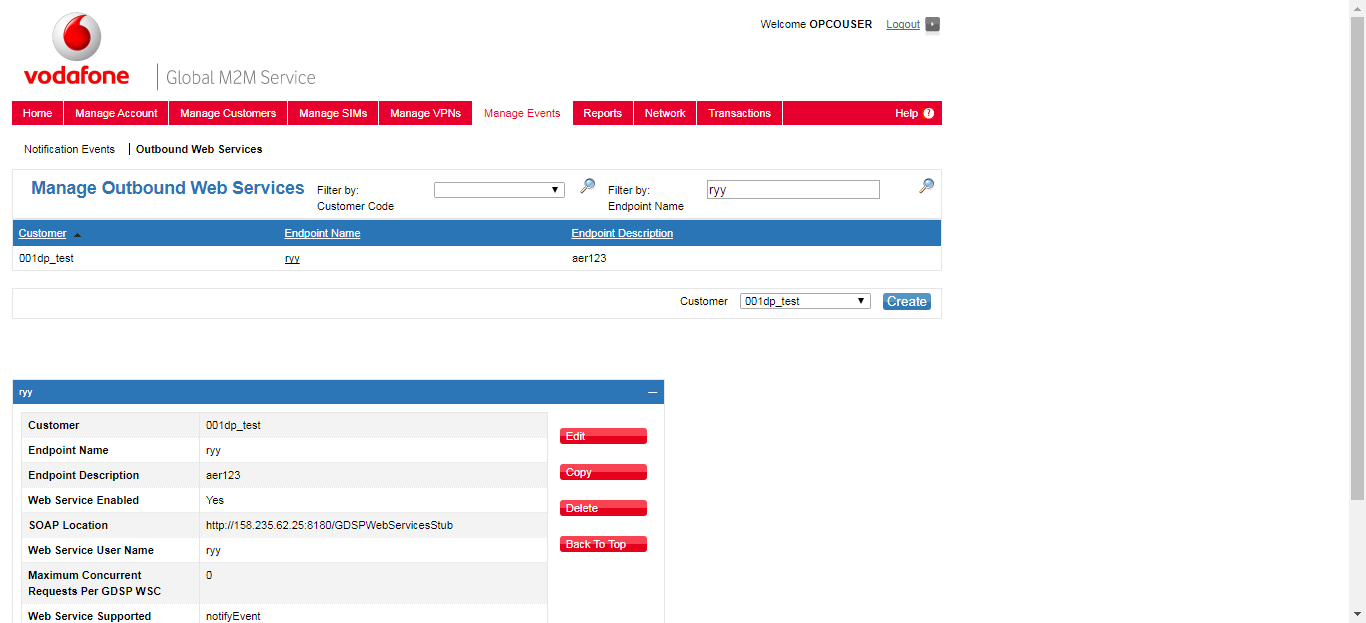 Welcome OPCOUSER Logout
vodafone
Global M2M Service
Home Manage Account Manage Customers Manage SIMs Manage VPNs Manage Events Reports Network Transactions Help ?
Notification Events Outbound Web Services
Manage Outbound Web Services Filter by: Filter by: ryy
Customer Code Endpoint Name
Customer Endpoint Name Endpoint Description
001dp_test ryy aer123
Customer 001dp_test Create
ryy
Customer 001dp_test
Edit
Endpoint Name ryy
Copy
Endpoint Description aer123
Web Service Enabled Yes
Delete
SOAP Location http://158.235.62.25:8180/GDSPWebServicesStub
Web Service User Name ryy
Back To Top
Maximum Concurrent 0
Requests Per GDSP WSC
Web Service Supported notifyEvent